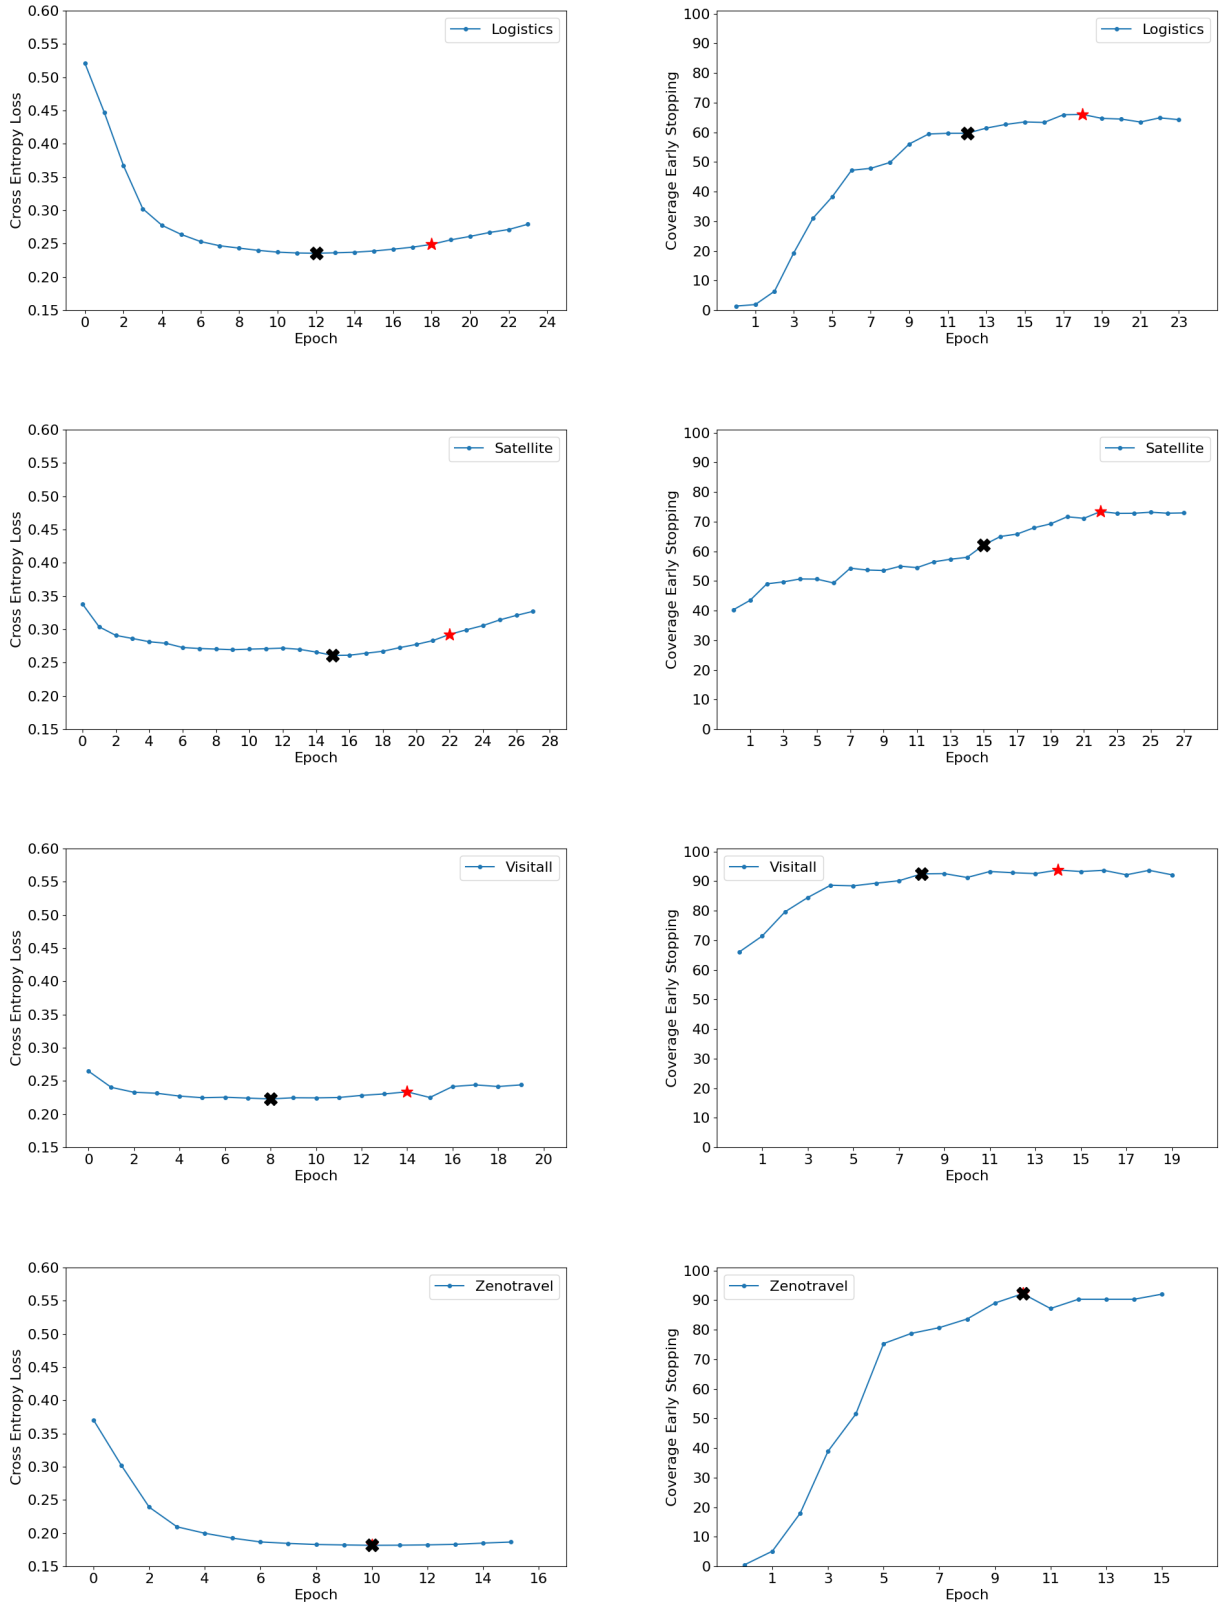 Cross Entropy Loss
0.60
0.55
0.50
0.45
0.40
0.35
0.30
0.25
0.20
0.15
Logistics
0 2 4 6 8 10 12 14 16 18 20 22 24
Epoch
Coverage Early Stopping
100
90
80
70
60
50
40
30
20
10
0
Logistics
1 3 5 7 9 11 13 15 17 19 21 23
Epoch
Cross Entropy Loss
0.60
0.55
0.50
0.45
0.40
0.35
0.30
0.25
0.20
0.15
Satellite
0 2 4 6 8 10 12 14 16 18 20 22 24 26 28
Epoch
Coverage Early Stopping
100
90
80
70
60
50
40
30
20
10
0
Satellite
1 3 5 7 9 11 13 15 17 19 21 23 25 27
Epoch
Cross Entropy Loss
0.60
0.55
0.50
0.45
0.40
0.35
0.30
0.25
0.20
0.15
Visitall
0 2 4 6 8 10 12 14 16 18 20
Epoch
Coverage Early Stopping
100
90
80
70
60
50
40
30
20
10
0
Visitall
1 3 5 7 9 11 13 15 17 19
Epoch
Cross Entropy Loss
0.60
0.55
0.50
0.45
0.40
0.35
0.30
0.25
0.20
0.15
Zenotravel
0 2 4 6 8 10 12 14 16
Epoch
Coverage Early Stopping
100
90
80
70
60
50
40
30
20
10
0
Zenotravel
1 3 5 7 9 11 13 15
Epoch